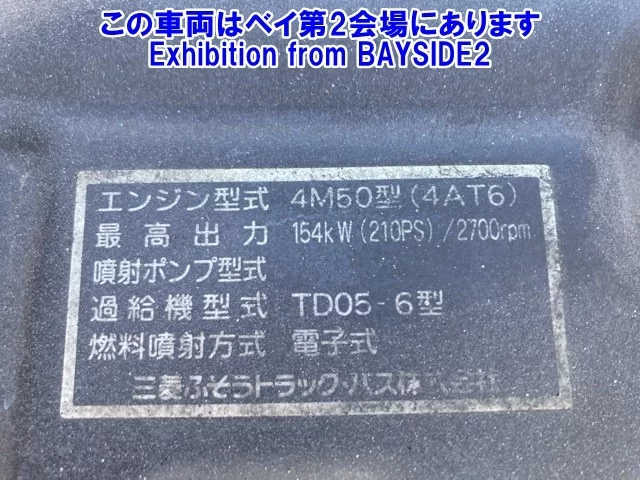 この車両はベイ第2会場にあります
Exhibition from BAYSIDE2
エンジン型式 4M50型(4AT6)
最高出力 154kW(210PS)/2700rpm
噴射ポンプ型式
過給機型式 TD05-6型
燃料噴射方式 電子式
三菱ふそうトラック・バス株式会社